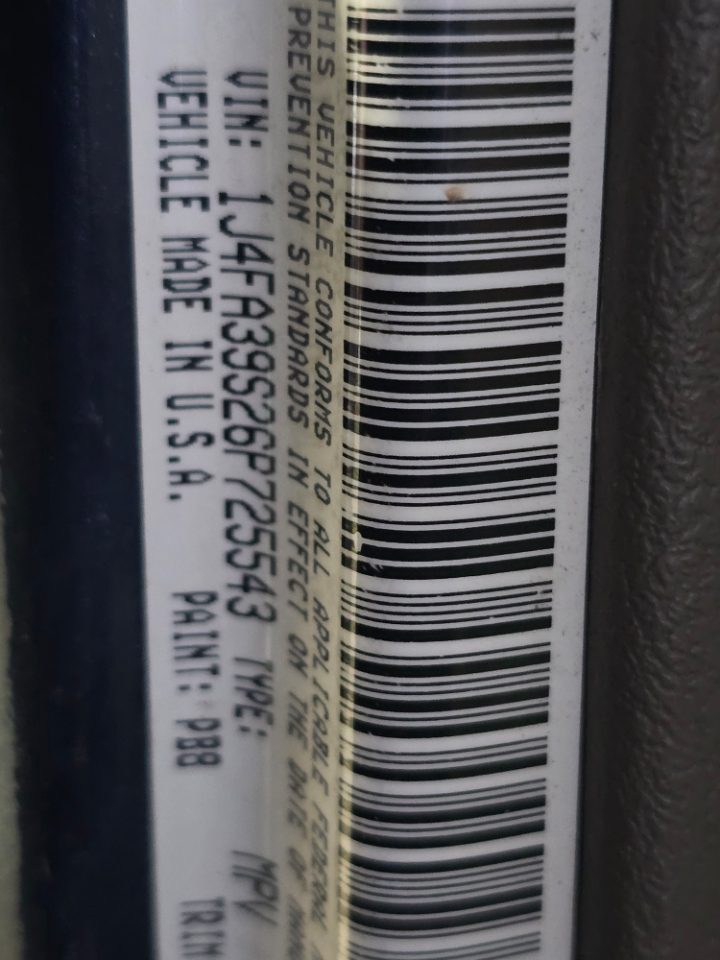 THIS VEHICLE CONFORMS TO ALL APPLICABLE FEDERAL
PREVENTION STANDARDS IN EFFECT ON THE DATE OF
VIN: 1J4FA39S26P725543 TYPE: MPV
VEHICLE MADE IN U.S.A. PAINT: PB8 TRIM